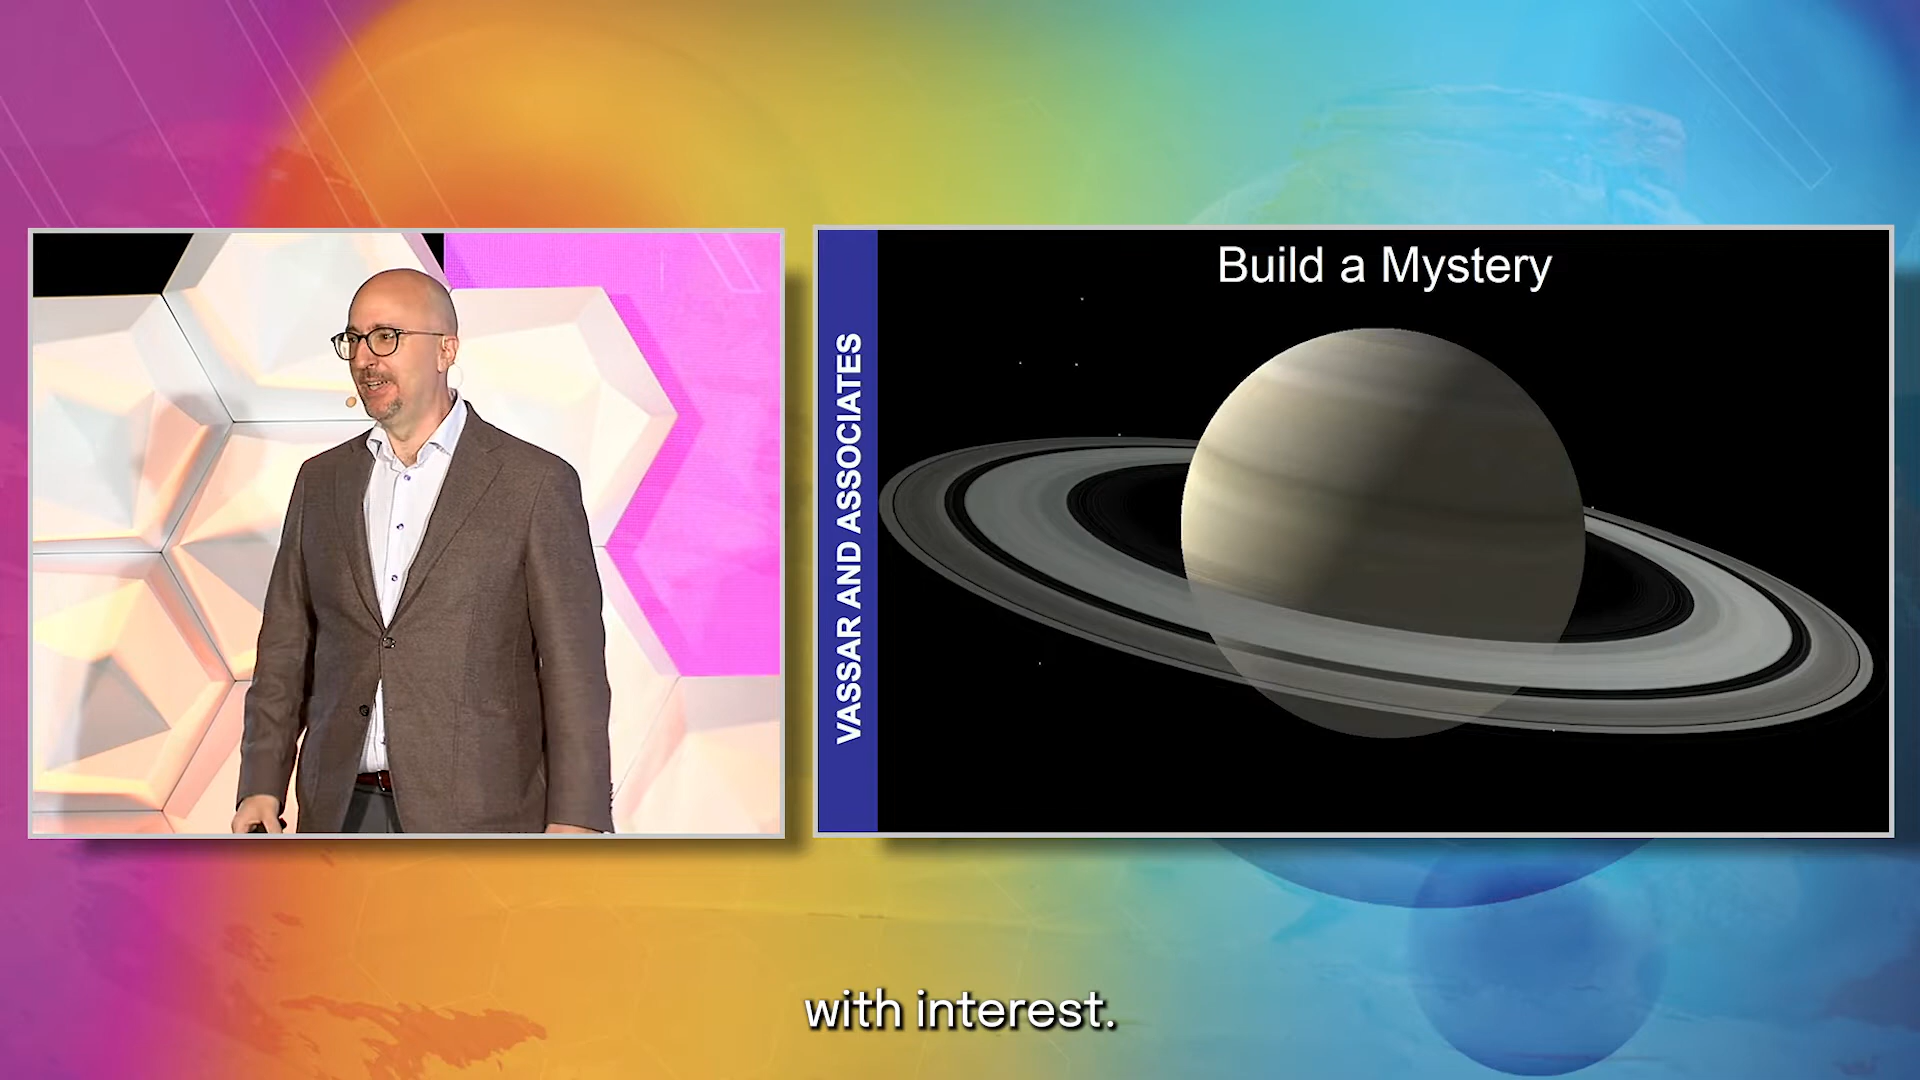 Build a Mystery
VASSAR AND ASSOCIATES
with interest.